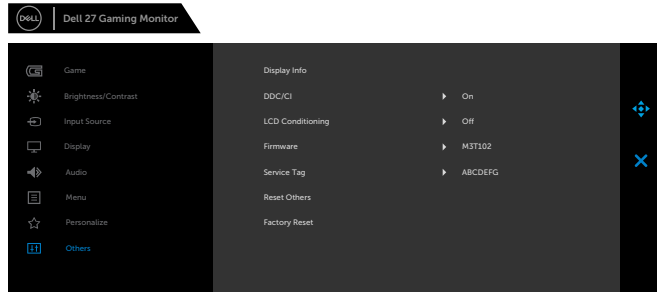 DELL
Dell 27 Gaming Monitor
Game
Display Info
Brightness/Contrast
DDC/CI On
Input Source
LCD Conditioning Off
Display
Firmware M3T102
Audio
Service Tag ABCDEFG
Menu
Reset Others
Personalize
Factory Reset
Others